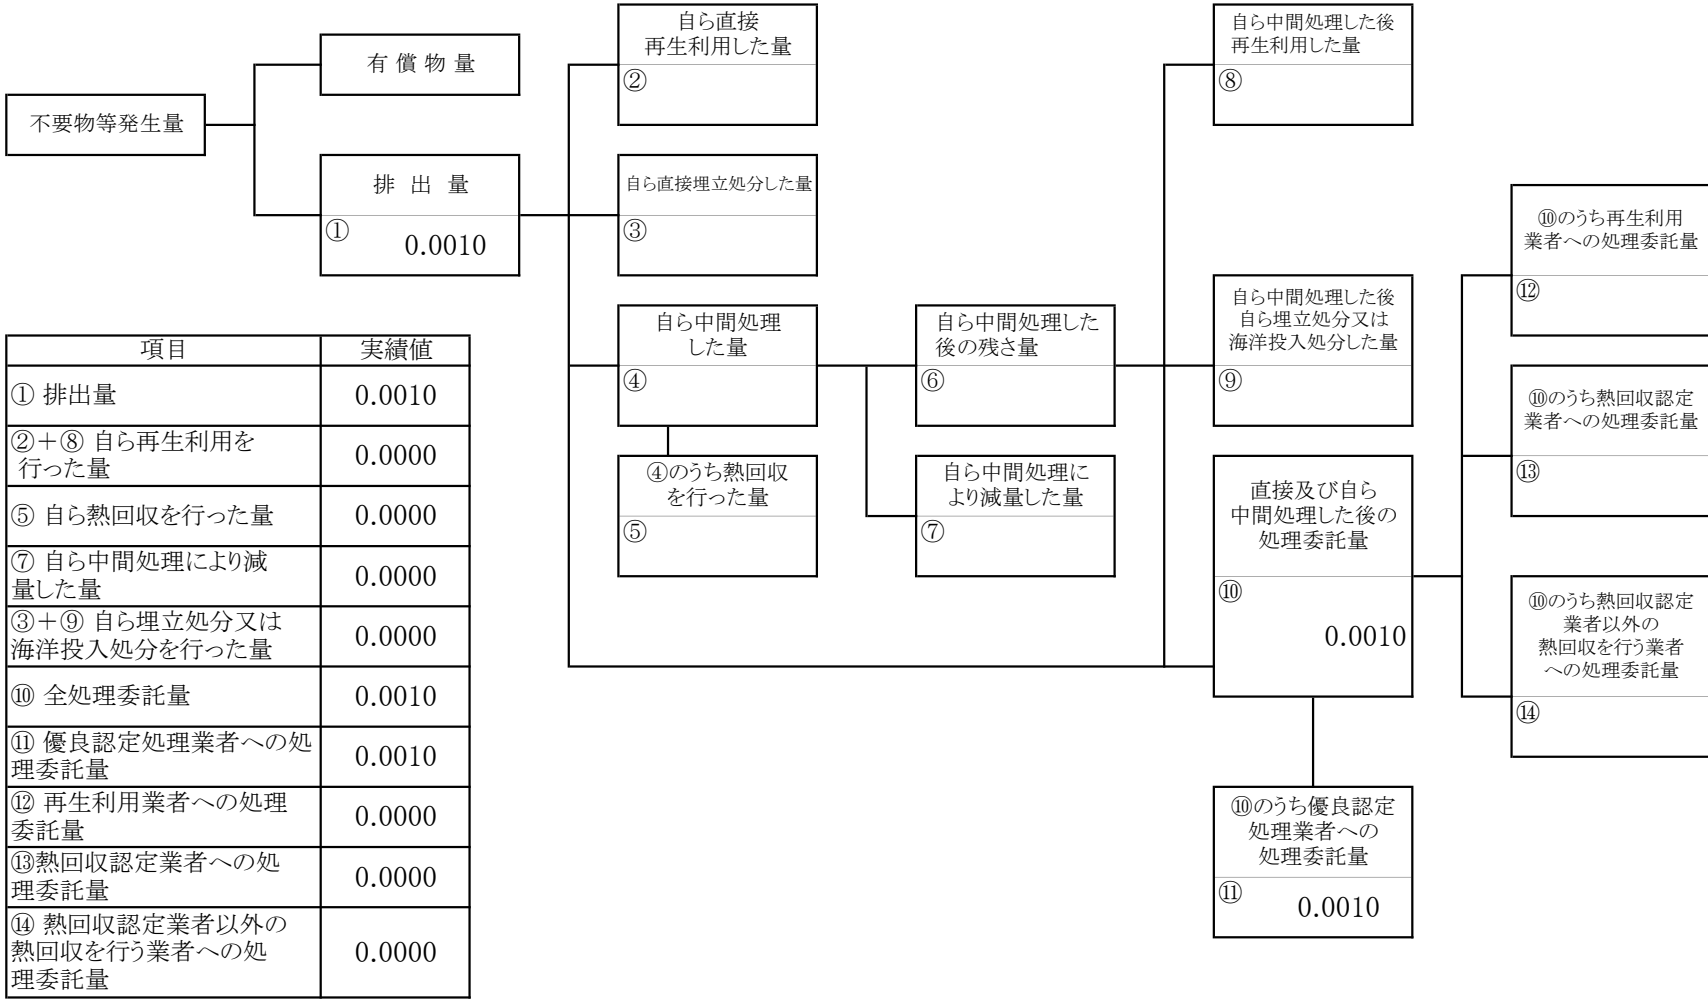 不要物等発生量
有 償 物 量
排 出 量
①
0.0010
自ら直接
再生利用した量
②
自ら直接埋立処分した量
③
自ら中間処理
した量
④
④のうち熱回収
を行った量
⑤
自ら中間処理した
後の残さ量
⑥
自ら中間処理に
より減量した量
⑦
自ら中間処理した後
再生利用した量
⑧
自ら中間処理した後
自ら埋立処分又は
海洋投入処分した量
⑨
直接及び自ら
中間処理した後の
処理委託量
⑩
0.0010
⑩のうち優良認定
処理業者への
処理委託量
⑪
0.0010
⑩のうち再生利用
業者への処理委託量
⑫
⑩のうち熱回収認定
業者への処理委託量
⑬
⑩のうち熱回収認定
業者以外の
熱回収を行う業者
への処理委託量
⑭
項目 実績値
① 排出量 0.0010
②＋⑧ 自ら再生利用を
行った量 0.0000
⑤ 自ら熱回収を行った量 0.0000
⑦ 自ら中間処理により減
量した量 0.0000
③＋⑨ 自ら埋立処分又は
海洋投入処分を行った量 0.0000
⑩ 全処理委託量 0.0010
⑪ 優良認定処理業者への処
理委託量 0.0010
⑫ 再生利用業者への処理
委託量 0.0000
⑬熱回収認定業者への処
理委託量 0.0000
⑭ 熱回収認定業者以外の
熱回収を行う業者への処
理委託量 0.0000